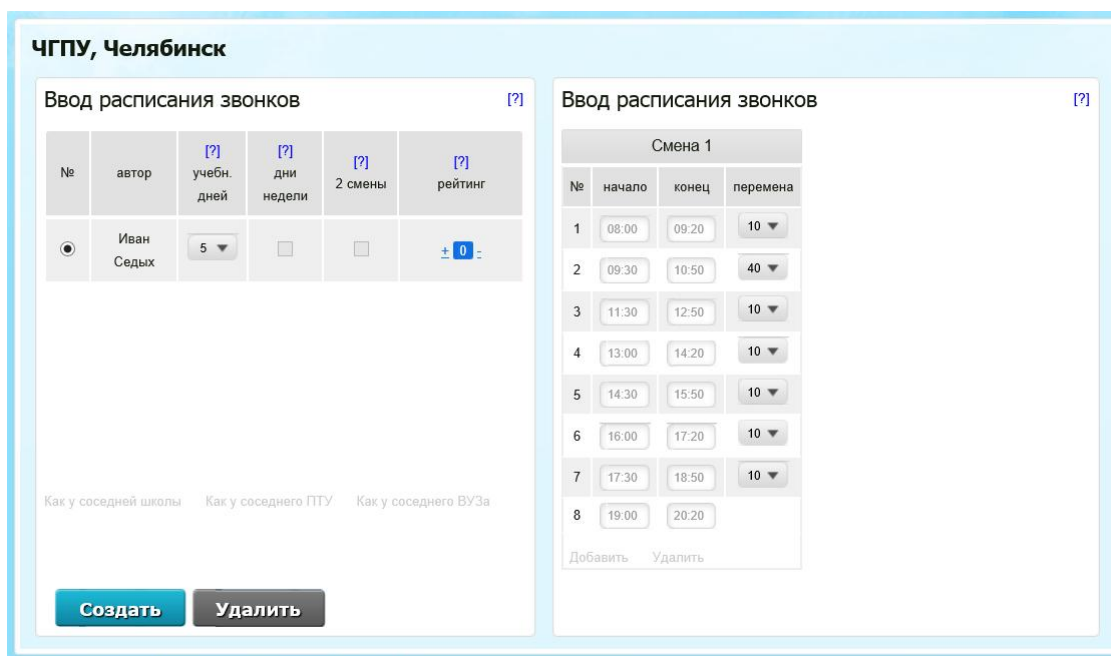 ЧГПУ, Челябинск
Ввод расписания звонков [?]
№ автор [?] учебн. дней [?] дни недели [?] 2 смены [?] рейтинг
Иван Седых 5 + 0 -
Как у соседней школы Как у соседнего ПТУ Как у соседнего ВУЗа
Создать Удалить
Ввод расписания звонков [?]
Смена 1
№ начало конец перемена
1 08:00 09:20 10
2 09:30 10:50 40
3 11:30 12:50 10
4 13:00 14:20 10
5 14:30 15:50 10
6 16:00 17:20 10
7 17:30 18:50 10
8 19:00 20:20
Добавить Удалить